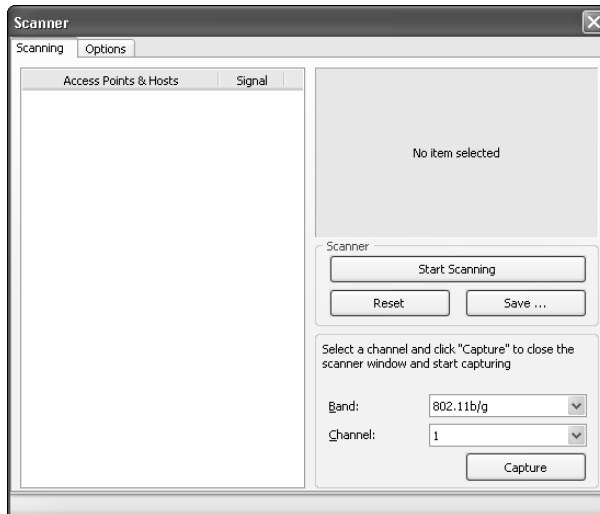 Scanner
Scanning Options
Access Points & Hosts Signal
No item selected
Scanner
Start Scanning
Reset Save ...
Select a channel and click "Capture" to close the
scanner window and start capturing
Band: 802.11b/g
Channel: 1
Capture